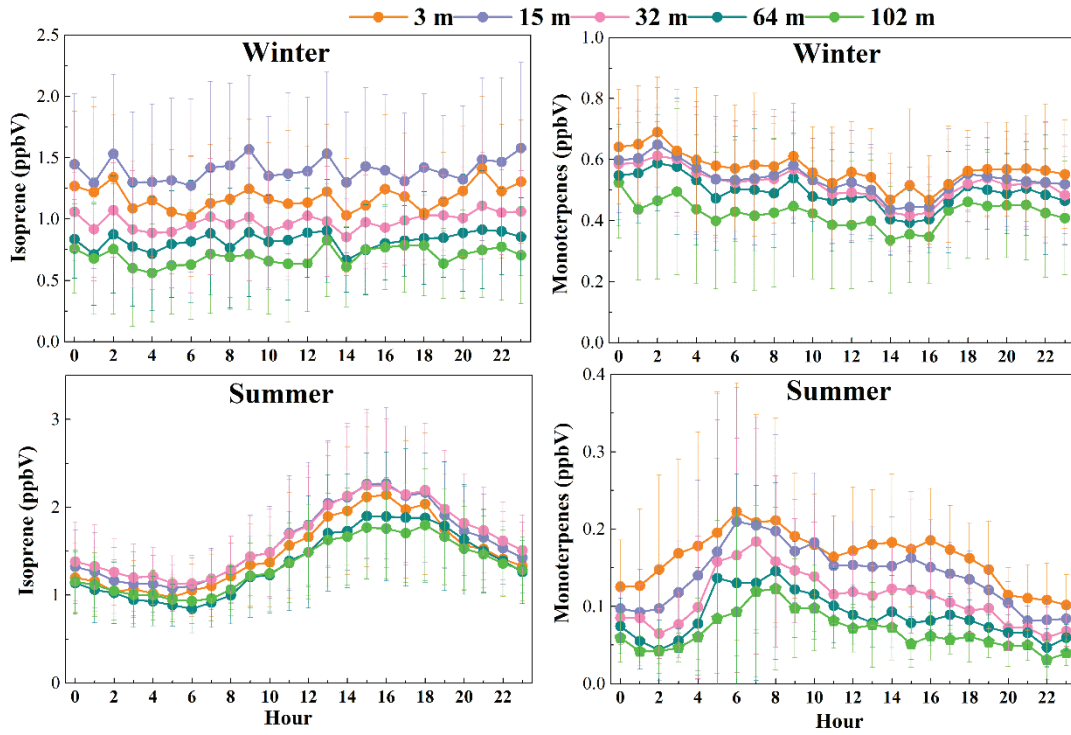 3 m 15 m 32 m 64 m 102 m
Winter
Isoprene (ppbV)
2.5
2.0
1.5
1.0
0.5
0.0
0 2 4 6 8 10 12 14 16 18 20 22
Winter
Monoterpenes (ppbV)
1.0
0.8
0.6
0.4
0.2
0.0
0 2 4 6 8 10 12 14 16 18 20 22
Summer
Isoprene (ppbV)
3
2
1
0
0 2 4 6 8 10 12 14 16 18 20 22
Hour
Summer
Monoterpenes (ppbV)
0.4
0.3
0.2
0.1
0.0
0 2 4 6 8 10 12 14 16 18 20 22
Hour